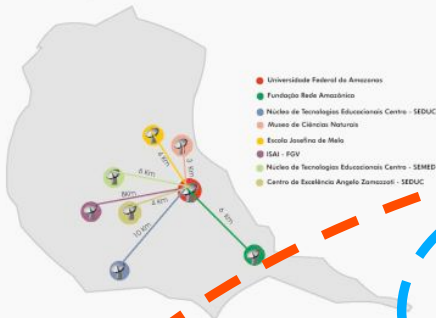 Universidade Federal do Amazonas
Fundação Rede Amazônica
Núcleo de Tecnologias Educacionais Centro - SEDUC
Museu de Ciências Naturais
Escola Josefina de Melo
ISAI - FGV
Núcleo de Tecnologias Educacionais Centro - SEMED
Centro de Excelência Angelo Zamazzoti - SEDUC
4 Km
3 Km
8 Km
8Km
4 Km
10 Km
6 Km